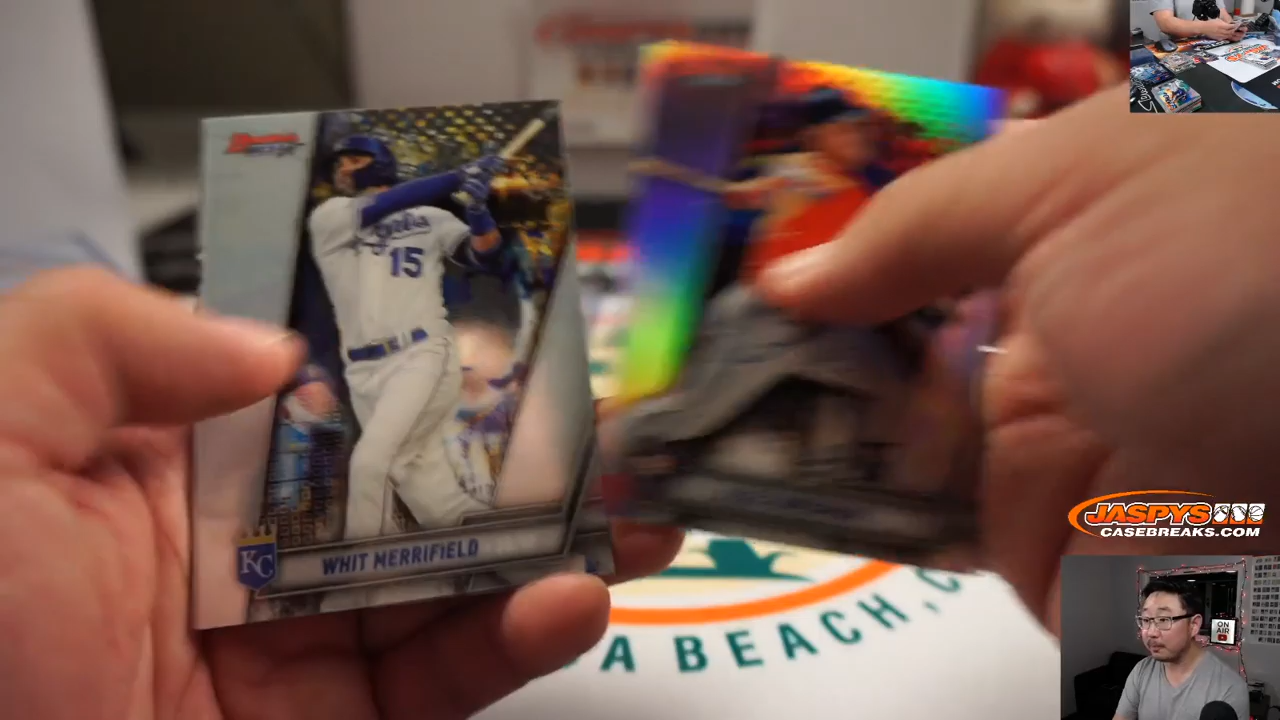 Bowman's
Royals
15
KC
WHIT MERRIFIELD
A BEACH, C
JASPYS
CASEBREAKS.COM
ON
AIR